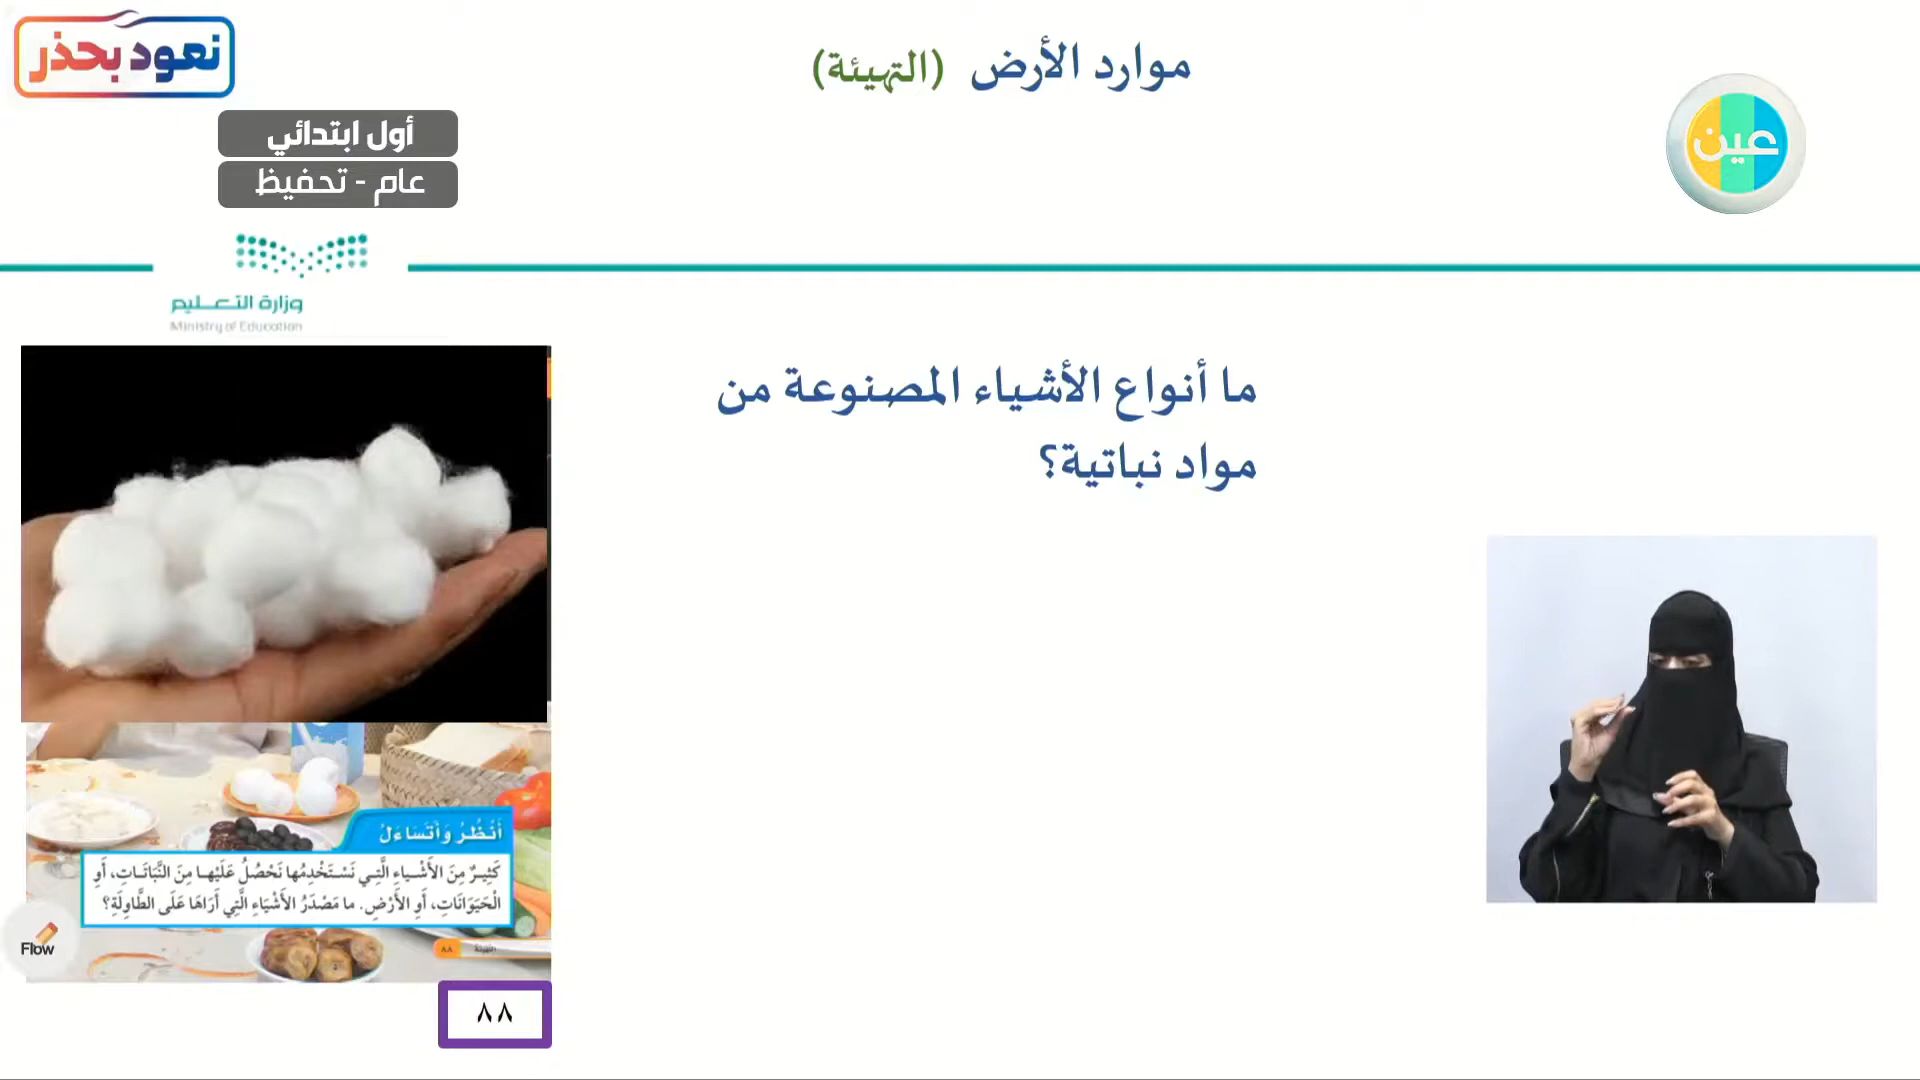 نعود بحذر
موارد الأرض (التهيئة)
أول ابتدائي
عام - تحفيظ
عين
وزارة التعليم
Ministry of Education
ما أنواع الأشياء المصنوعة من
مواد نباتية؟
أَنْظُرُ وَأَتَسَاءَلُ
كَثِيرٌ مِنَ الأَشْيَاءِ الَّتِي نَسْتَخْدِمُها نَحْصُلُ عَلَيْها مِنَ النَّبَاتَاتِ، أَوِ
الْحَيَوَانَاتِ، أَوِ الأَرْضِ. ما مَصْدَرُ الأَشْيَاءِ الَّتِي أَرَاهَا عَلَى الطَّاوِلَةِ؟
٨٨ التهيئة
Flow
٨٨